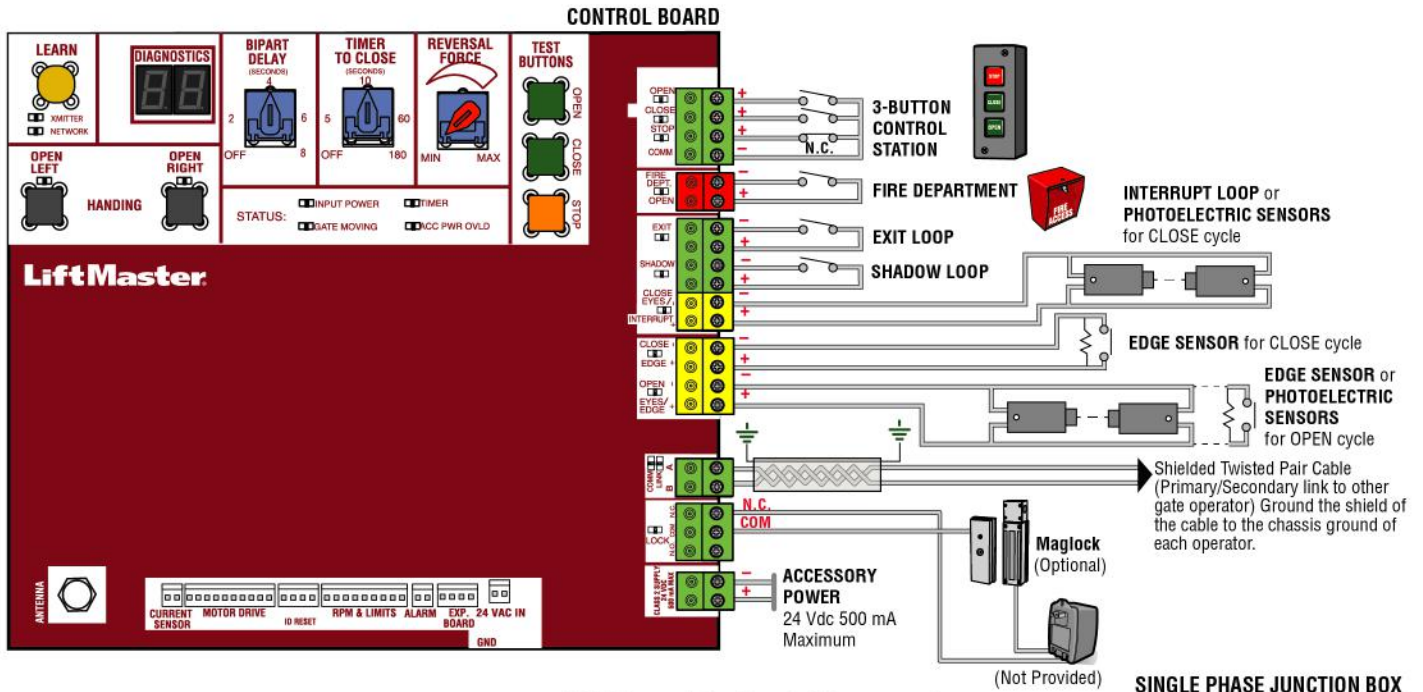 CONTROL BOARD
LEARN
XMITTER
NETWORK
DIAGNOSTICS
88
BIPART
DELAY
(SECONDS)
4
2
6
OFF
8
TIMER
TO CLOSE
(SECONDS)
10
5
60
OFF
180
REVERSAL
FORCE
MIN
MAX
TEST
BUTTONS
OPEN
CLOSE
STOP
OPEN
LEFT
HANDING
OPEN
RIGHT
STATUS:
INPUT POWER
TIMER
GATE MOVING
ACC PWR OVLD
LiftMaster
OPEN
CLOSE
STOP
COMM
+
+
+
−
N.C.
3-BUTTON
CONTROL
STATION
STOP
CLOSE
OPEN
FIRE
DEPT.
OPEN
−
+
FIRE DEPARTMENT
FIRE
ACCESS
EXIT
−
+
EXIT LOOP
SHADOW
−
+
SHADOW LOOP
CLOSE
EYES/
INTERRUPT
−
+
INTERRUPT LOOP or
PHOTOELECTRIC SENSORS
for CLOSE cycle
CLOSE
EDGE +
−
+
EDGE SENSOR for CLOSE cycle
OPEN
EYES/
EDGE
+
−
+
EDGE SENSOR or
PHOTOELECTRIC
SENSORS
for OPEN cycle
COMM
LINK
A
B
Shielded Twisted Pair Cable
(Primary/Secondary link to other
gate operator) Ground the shield of
the cable to the chassis ground of
each operator.
LOCK
N.C.
COM
N.O.
N.C.
COM
Maglock
(Optional)
(Not Provided)
CLASS 2 SUPPLY
24 VDC
500 mA MAX
−
+
ACCESSORY
POWER
24 Vdc 500 mA
Maximum
ANTENNA
CURRENT
SENSOR
MOTOR DRIVE
ID RESET
RPM & LIMITS
ALARM
EXP.
BOARD
24 VAC IN
GND
SINGLE PHASE JUNCTION BOX